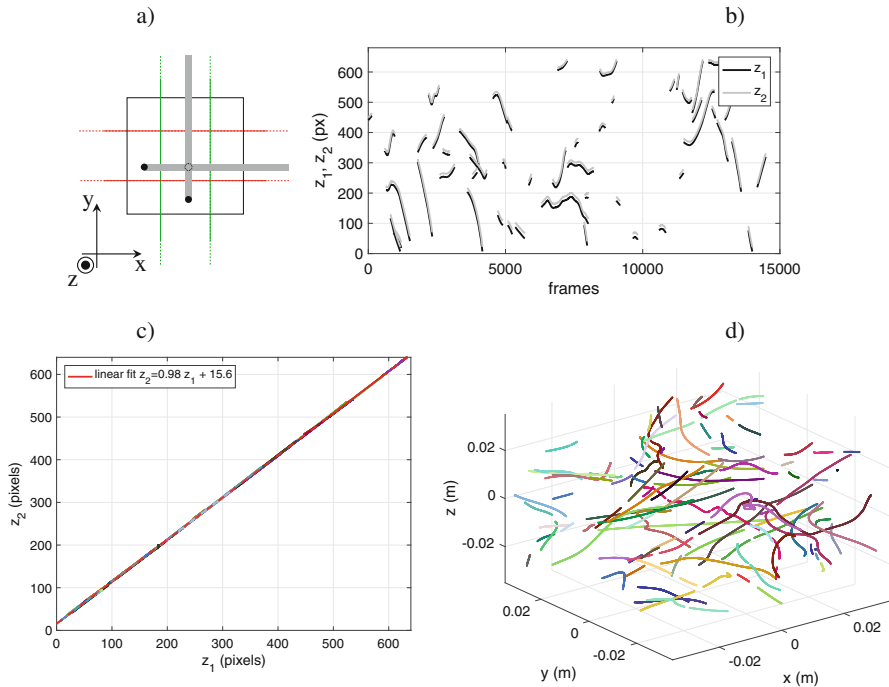 a)
b)
y
x
z
z1, z2 (px)
600
500
400
300
200
100
0
0
5000
10000
15000
frames
z1
z2
c)
d)
z2 (pixels)
600
500
400
300
200
100
0
0
100
200
300
400
500
600
z1 (pixels)
linear fit z2=0.98 z1 + 15.6
z (m)
0.02
0
-0.02
0.02
0
-0.02
y (m)
-0.02
0
0.02
x (m)